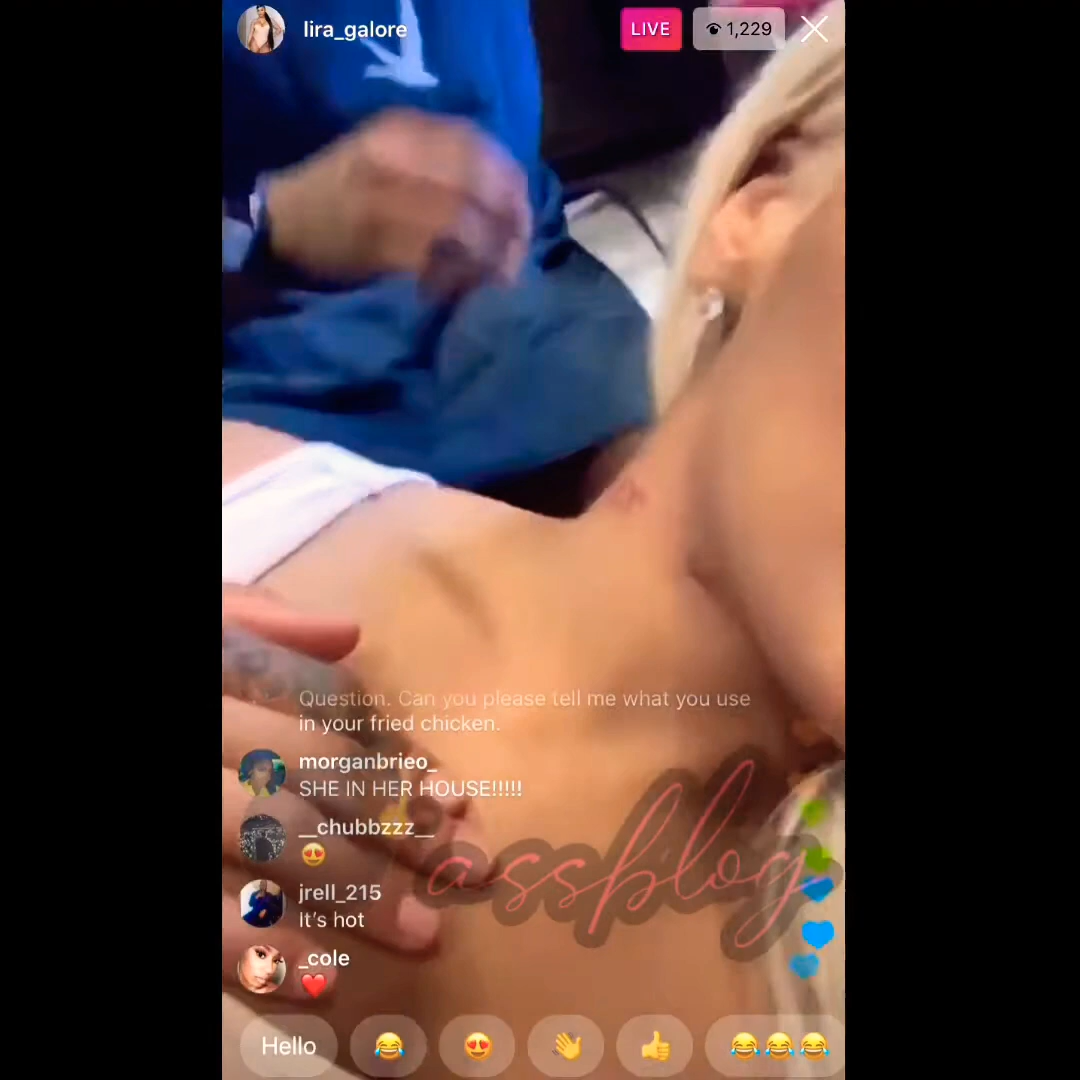 lira_galore
LIVE
1,229
Question. Can you please tell me what you use
in your fried chicken.
morganbrieo_
SHE IN HER HOUSE!!!!!
__chubbzzz__
😍
jrell_215
It's hot
_cole
❤️
assblog
Hello 😂 😍 👋 👍 😂😂😂